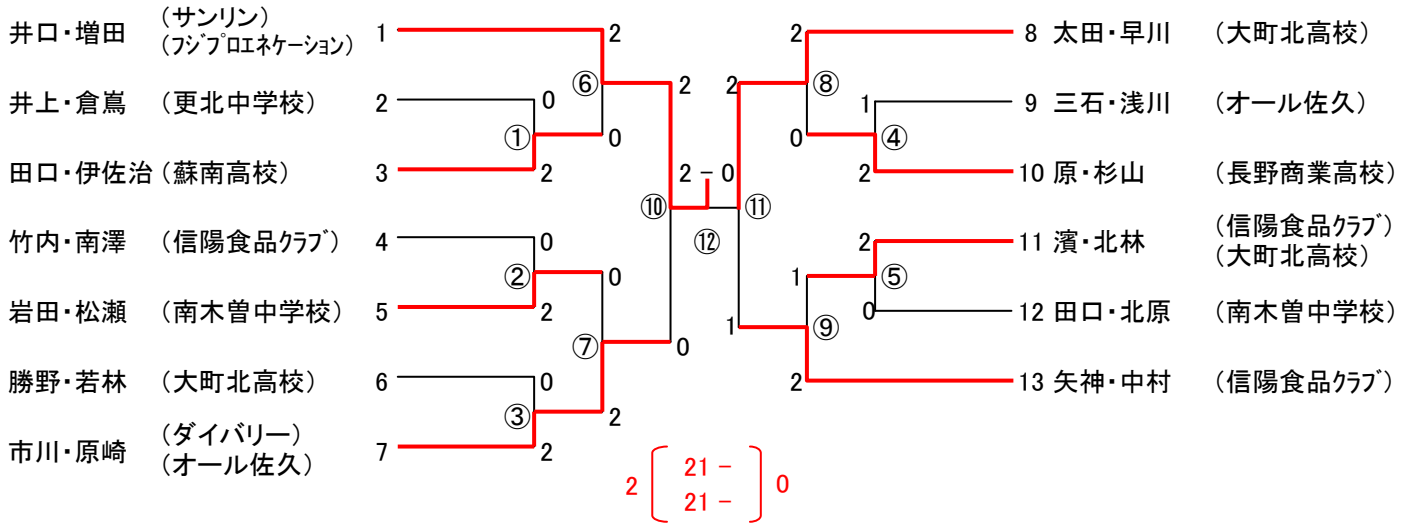 井口・増田 （サンリン） 1
（フジプロエネケーション）
2
⑥
2
井上・倉嶌 （更北中学校） 2
0
①
0
田口・伊佐治 （蘇南高校） 3
2
2 － 0
⑩
⑫
竹内・南澤 （信陽食品クラブ） 4
0
②
0
岩田・松瀬 （南木曽中学校） 5
2
⑦
0
勝野・若林 （大町北高校） 6
0
③
2
市川・原崎 （ダイバリー） 7
（オール佐久）
2
2 8 太田・早川 （大町北高校）
2
⑧
1 9 三石・浅川 （オール佐久）
0
④
2 10 原・杉山 （長野商業高校）
⑪
2 11 濱・北林 （信陽食品クラブ）
（大町北高校）
1
⑤
0 12 田口・北原 （南木曽中学校）
1
⑨
2 13 矢神・中村 （信陽食品クラブ）
2 21 － 0
21 －